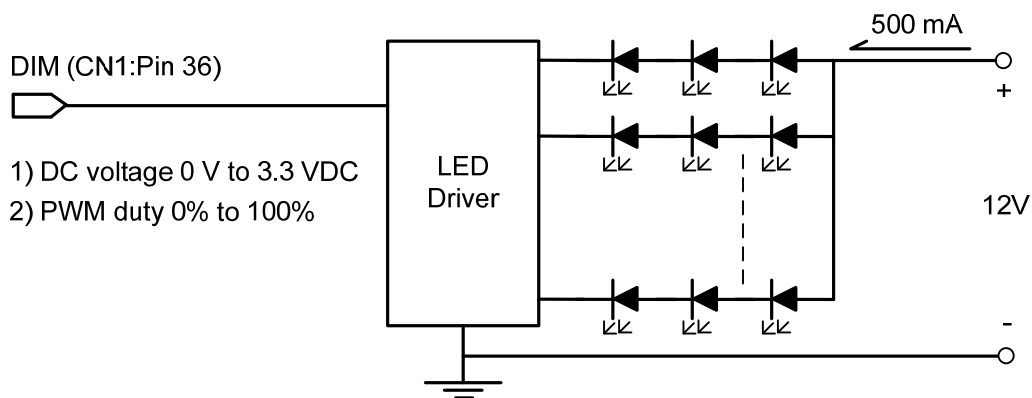 500 mA
DIM (CN1:Pin 36)
+
1) DC voltage 0 V to 3.3 VDC
2) PWM duty 0% to 100%
LED
Driver
12V
-